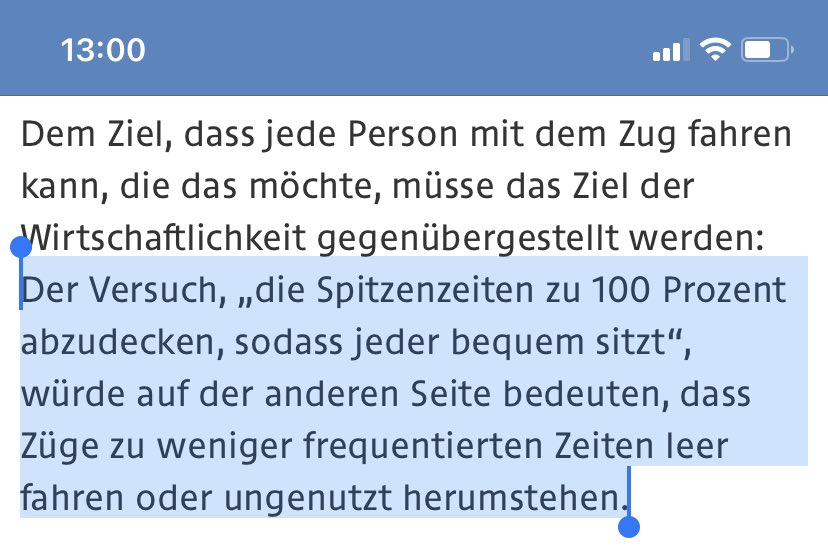 13:00
Dem Ziel, dass jede Person mit dem Zug fahren
kann, die das möchte, müsse das Ziel der
Wirtschaftlichkeit gegenübergestellt werden:
Der Versuch, „die Spitzenzeiten zu 100 Prozent
abzudecken, sodass jeder bequem sitzt“,
würde auf der anderen Seite bedeuten, dass
Züge zu weniger frequentierten Zeiten leer
fahren oder ungenutzt herumstehen.